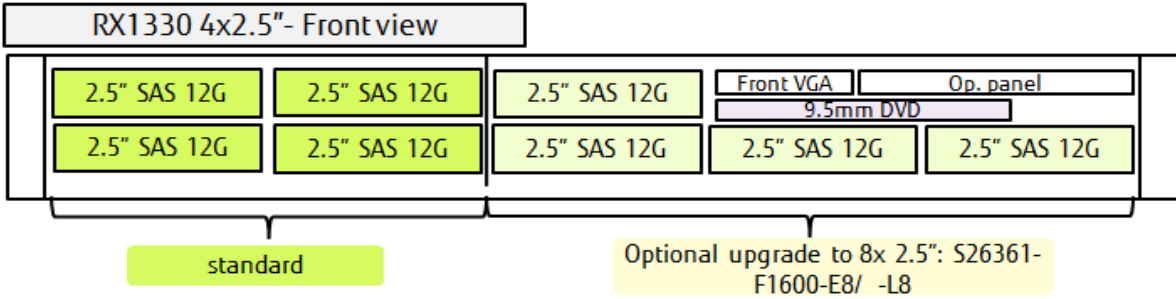 RX1330 4x2.5"- Front view
2.5" SAS 12G 2.5" SAS 12G 2.5" SAS 12G Front VGA Op. panel
9.5mm DVD
2.5" SAS 12G 2.5" SAS 12G 2.5" SAS 12G 2.5" SAS 12G 2.5" SAS 12G
standard
Optional upgrade to 8x 2.5": S26361-
F1600-E8/ -L8